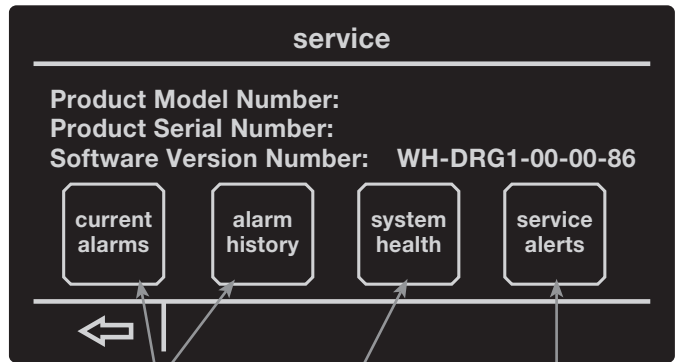 service
Product Model Number:
Product Serial Number:
Software Version Number: WH-DRG1-00-00-86
current
alarms
alarm
history
system
health
service
alerts